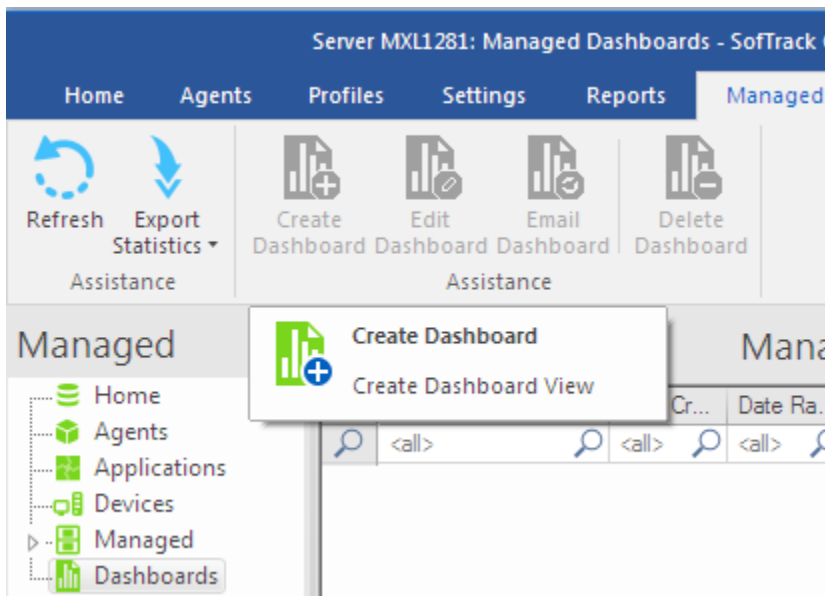 Server MXL1281: Managed Dashboards - SofTrack
Home Agents Profiles Settings Reports Managed
Refresh Export Statistics Create Dashboard Edit Dashboard Email Dashboard Delete Dashboard
Assistance Assistance
Managed
Create Dashboard
Create Dashboard View
Mana
Cr... Date Ra..
<all> <all> <all>
Home
Agents
Applications
Devices
Managed
Dashboards